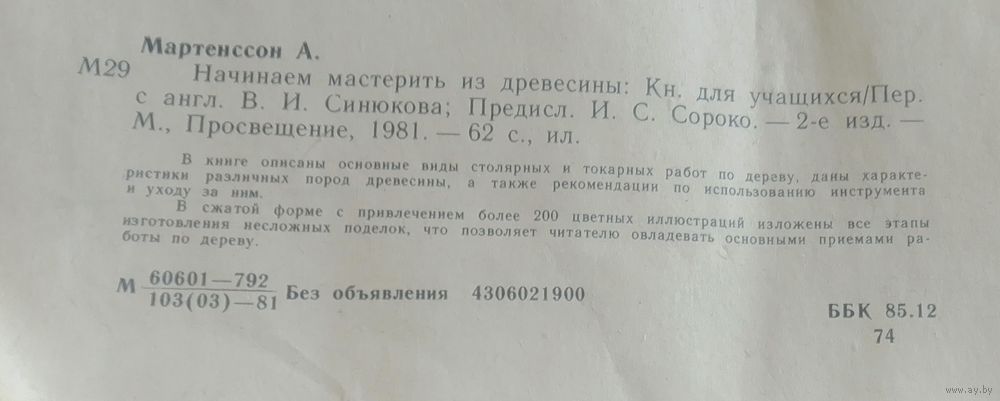 Мартенссон А.
М29
Начинаем мастерить из древесины: Кн. для учащихся/Пер.
с англ. В. И. Синюкова; Предисл. И. С. Сороко. — 2-е изд. —
М., Просвещение, 1981. — 62 с., ил.
В книге описаны основные виды столярных и токарных работ по дереву, даны характе-
ристики различных пород древесины, а также рекомендации по использованию инструмента
и уходу за ним.
В сжатой форме с привлечением более 200 цветных иллюстраций изложены все этапы
изготовления несложных поделок, что позволяет читателю овладевать основными приемами ра-
боты по дереву.
М 60601—792
103(03)—81 Без объявления 4306021900
ББК 85.12
74
www.ay.by